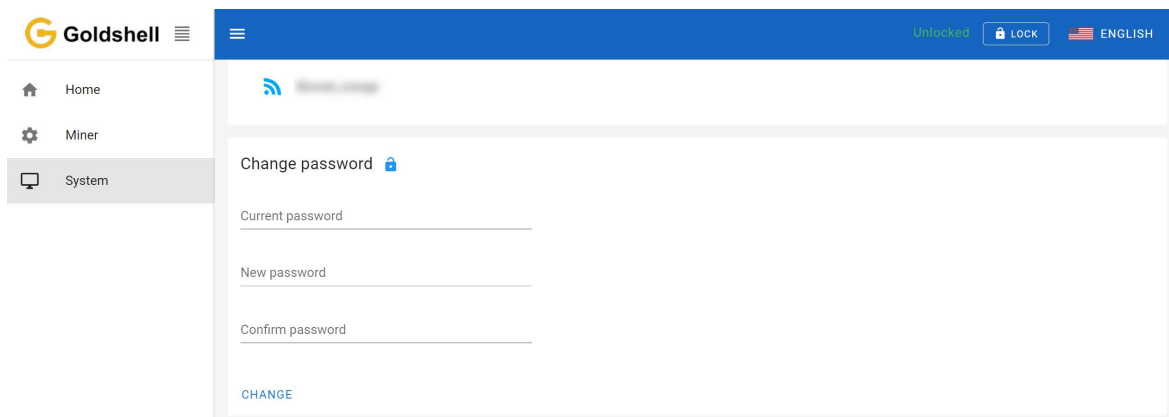 Goldshell
Unlocked
LOCK
ENGLISH
Home
Miner
System
Change password
Current password
New password
Confirm password
CHANGE